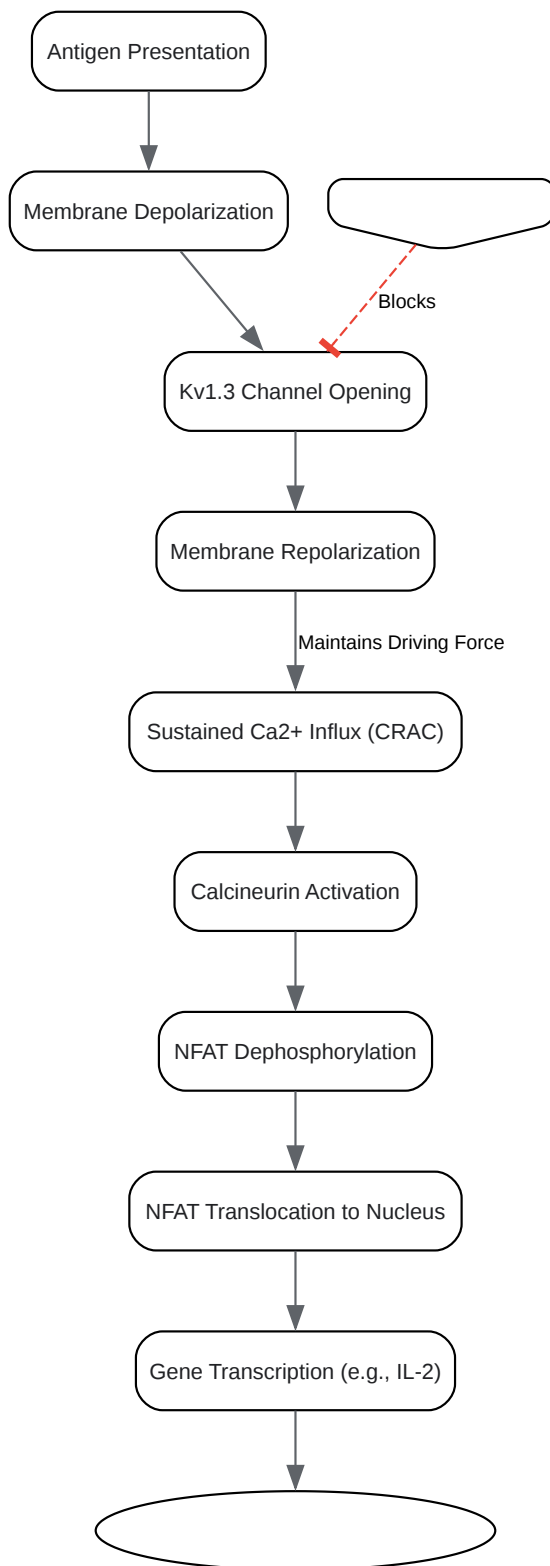 Antigen Presentation
Membrane Depolarization
Blocks
Kv1.3 Channel Opening
Membrane Repolarization
Maintains Driving Force
Sustained Ca2+ Influx (CRAC)
Calcineurin Activation
NFAT Dephosphorylation
NFAT Translocation to Nucleus
Gene Transcription (e.g., IL-2)